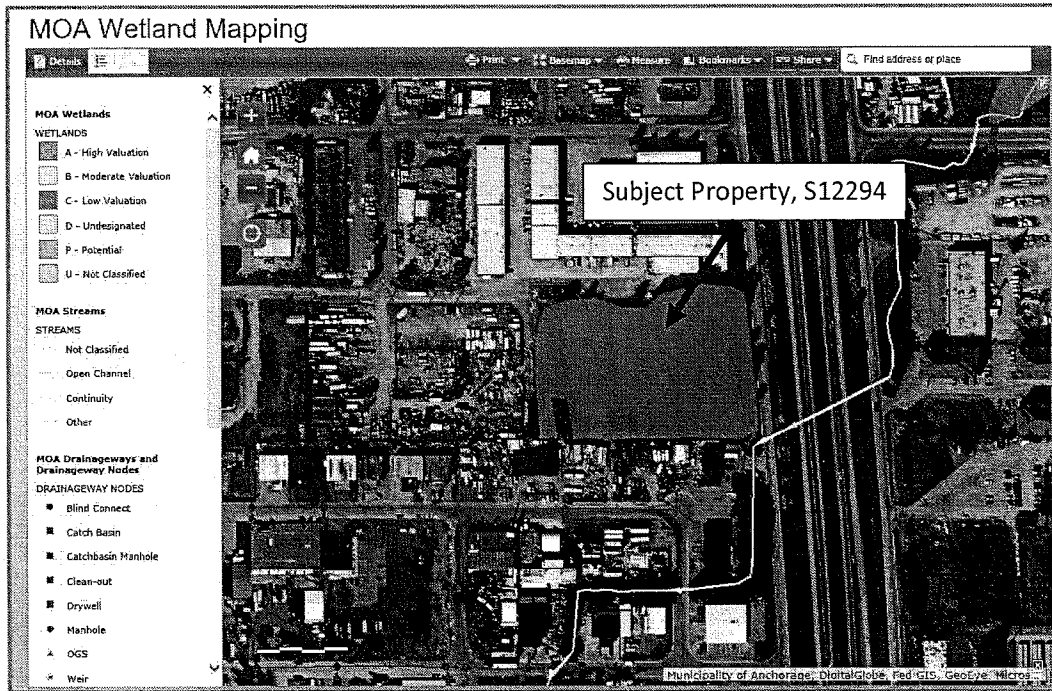 MOA Wetland Mapping
Details
Print Basemap Measure Bookmarks Share Find address or place
MOA Wetlands
WETLANDS
A - High Valuation
B - Moderate Valuation
C - Low Valuation
D - Undesignated
P - Potential
U - Not Classified
MOA Streams
STREAMS
Not Classified
Open Channel
Continuity
Other
MOA Drainageways and
Drainageway Nodes
DRAINAGEWAY NODES
Blind Connect
Catch Basin
Catchbasin Manhole
Clean-out
Drywell
Manhole
OGS
Weir
Subject Property, S12294
Municipality of Anchorage, DigitalGlobe, Fed GIS, GeoEye, Micros...